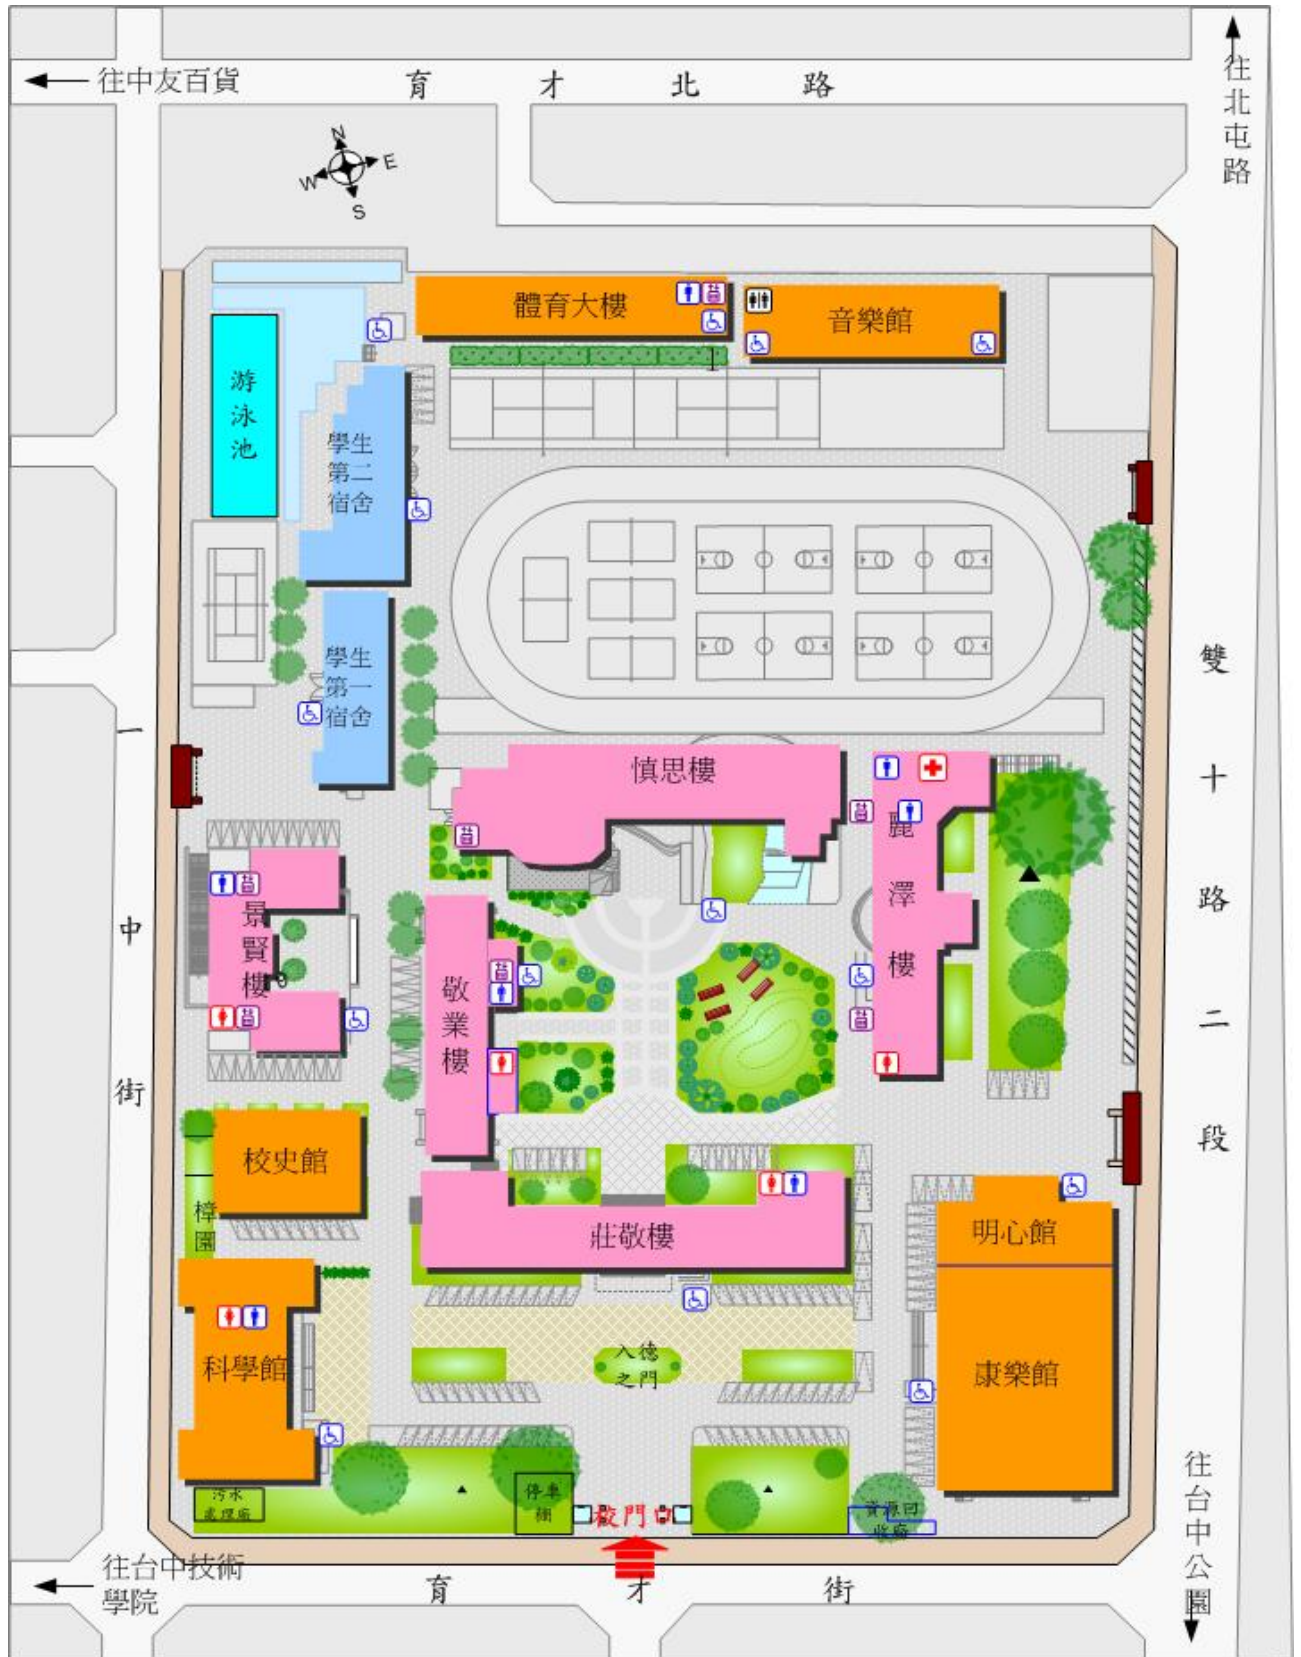 往中友百貨
育才北路
往北屯路
N
E
W
S
體育大樓
音樂館
游泳池
學生
第二
宿舍
學生
第一
宿舍
雙十路二段
一中街
慎思樓
麗澤樓
景賢樓
敬業樓
校史館
樟園
莊敬樓
明心館
科學館
入德
之門
康樂館
污水
處理廠
停車
棚
校門口
資源回
收廠
往台中公園
往台中技術
學院
育才街